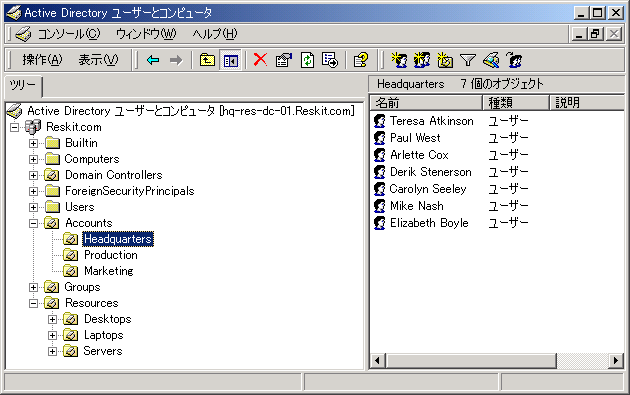 Active Directory ユーザーとコンピュータ
コンソール(C) ウィンドウ(W) ヘルプ(H)
操作(A) 表示(V)
ツリー
Active Directory ユーザーとコンピュータ [hq-res-dc-01.Reskit.com]
Reskit.com
Builtin
Computers
Domain Controllers
ForeignSecurityPrincipals
Users
Accounts
Headquarters
Production
Marketing
Groups
Resources
Desktops
Laptops
Servers
Headquarters 7 個のオブジェクト
名前 種類 説明
Teresa Atkinson ユーザー
Paul West ユーザー
Arlette Cox ユーザー
Derik Stenerson ユーザー
Carolyn Seeley ユーザー
Mike Nash ユーザー
Elizabeth Boyle ユーザー